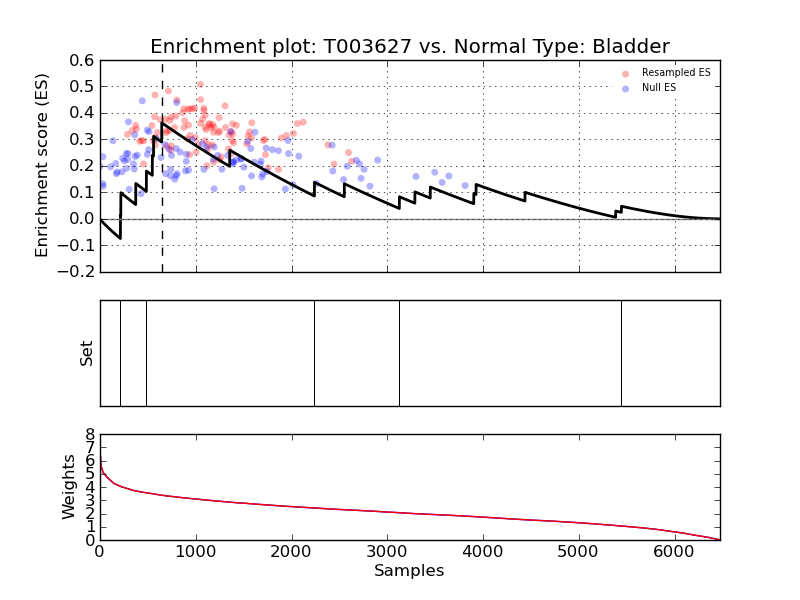 Enrichment plot: T003627 vs. Normal Type: Bladder
Enrichment score (ES)
0.6
0.5
0.4
0.3
0.2
0.1
0.0
−0.1
−0.2
Resampled ES
Null ES
Set
Weights
8
7
6
5
4
3
2
1
0
0 1000 2000 3000 4000 5000 6000
Samples